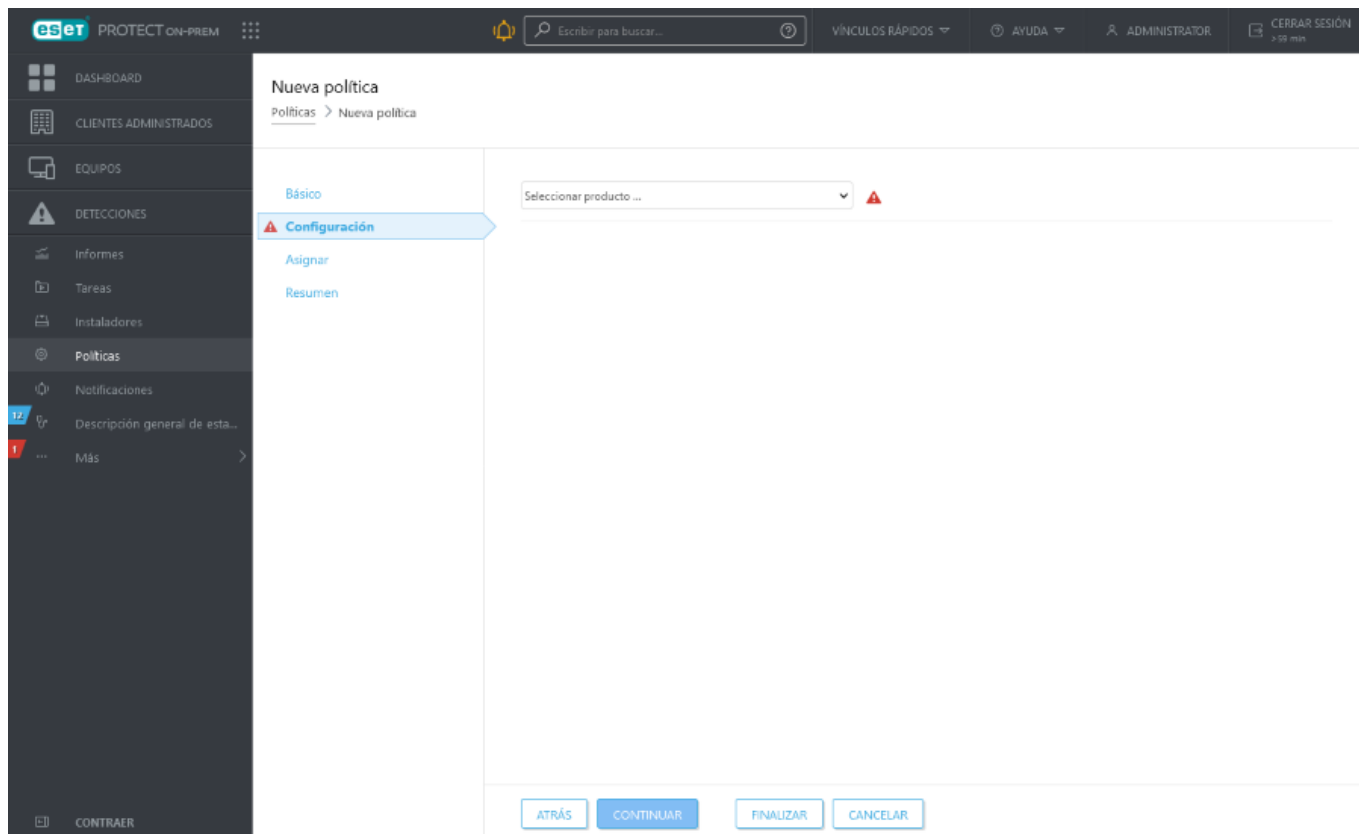 eset PROTECT ON-PREM
Escribir para buscar...
VÍNCULOS RÁPIDOS
AYUDA
ADMINISTRATOR
CERRAR SESIÓN
> 59 min
DASHBOARD
CLIENTES ADMINISTRADOS
EQUIPOS
DETECCIONES
Informes
Tareas
Instaladores
Políticas
Notificaciones
12
Descripción general de esta...
1
Más
CONTRAER
Nueva política
Políticas > Nueva política
Básico
Configuración
Asignar
Resumen
Seleccionar producto ...
ATRÁS
CONTINUAR
FINALIZAR
CANCELAR